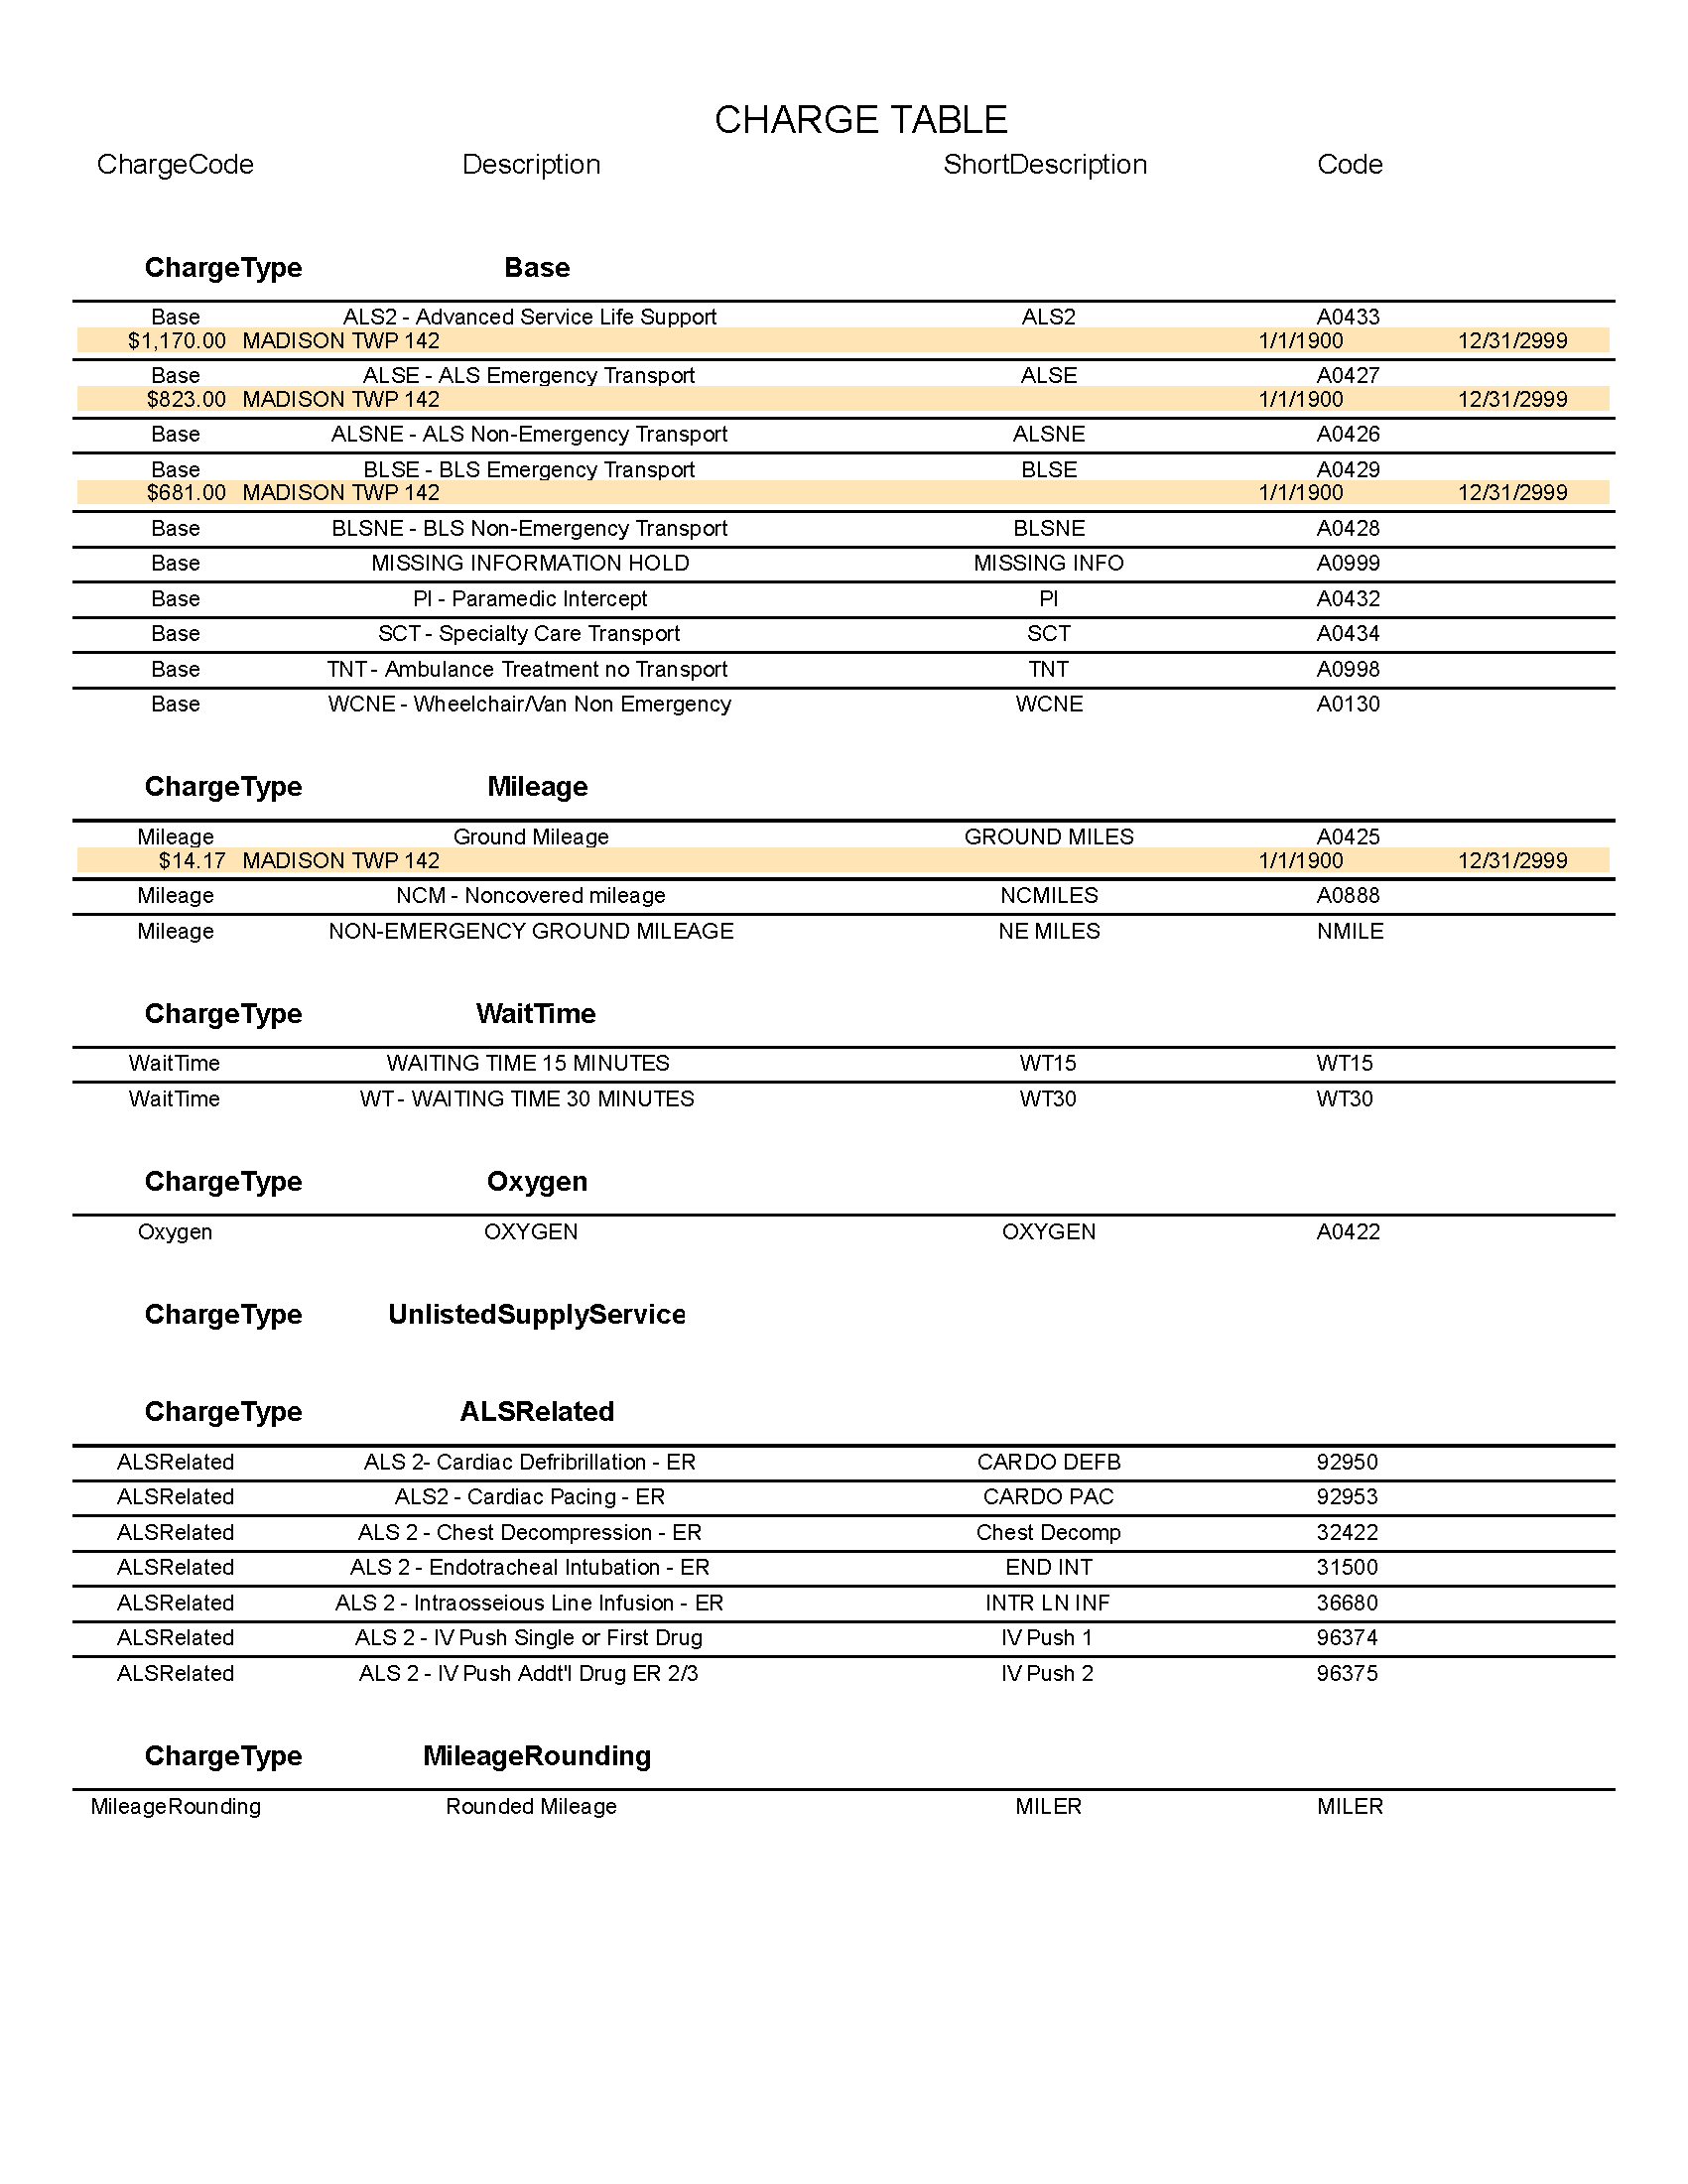 CHARGE TABLE
ChargeCode Description ShortDescription Code
ChargeType Base
Base ALS2 - Advanced Service Life Support ALS2 A0433
$1,170.00 MADISON TWP 142 1/1/1900 12/31/2999
Base ALSE - ALS Emergency Transport ALSE A0427
$823.00 MADISON TWP 142 1/1/1900 12/31/2999
Base ALSNE - ALS Non-Emergency Transport ALSNE A0426
Base BLSE - BLS Emergency Transport BLSE A0429
$681.00 MADISON TWP 142 1/1/1900 12/31/2999
Base BLSNE - BLS Non-Emergency Transport BLSNE A0428
Base MISSING INFORMATION HOLD MISSING INFO A0999
Base PI - Paramedic Intercept PI A0432
Base SCT - Specialty Care Transport SCT A0434
Base TNT - Ambulance Treatment no Transport TNT A0998
Base WCNE - Wheelchair/Van Non Emergency WCNE A0130
ChargeType Mileage
Mileage Ground Mileage GROUND MILES A0425
$14.17 MADISON TWP 142 1/1/1900 12/31/2999
Mileage NCM - Noncovered mileage NCMILES A0888
Mileage NON-EMERGENCY GROUND MILEAGE NE MILES NMILE
ChargeType WaitTime
WaitTime WAITING TIME 15 MINUTES WT15 WT15
WaitTime WT - WAITING TIME 30 MINUTES WT30 WT30
ChargeType Oxygen
Oxygen OXYGEN OXYGEN A0422
ChargeType UnlistedSupplyService
ChargeType ALSRelated
ALSRelated ALS 2- Cardiac Defribrillation - ER CARDO DEFB 92950
ALSRelated ALS2 - Cardiac Pacing - ER CARDO PAC 92953
ALSRelated ALS 2 - Chest Decompression - ER Chest Decomp 32422
ALSRelated ALS 2 - Endotracheal Intubation - ER END INT 31500
ALSRelated ALS 2 - Intraosseious Line Infusion - ER INTR LN INF 36680
ALSRelated ALS 2 - IV Push Single or First Drug IV Push 1 96374
ALSRelated ALS 2 - IV Push Addt'l Drug ER 2/3 IV Push 2 96375
ChargeType MileageRounding
MileageRounding Rounded Mileage MILER MILER